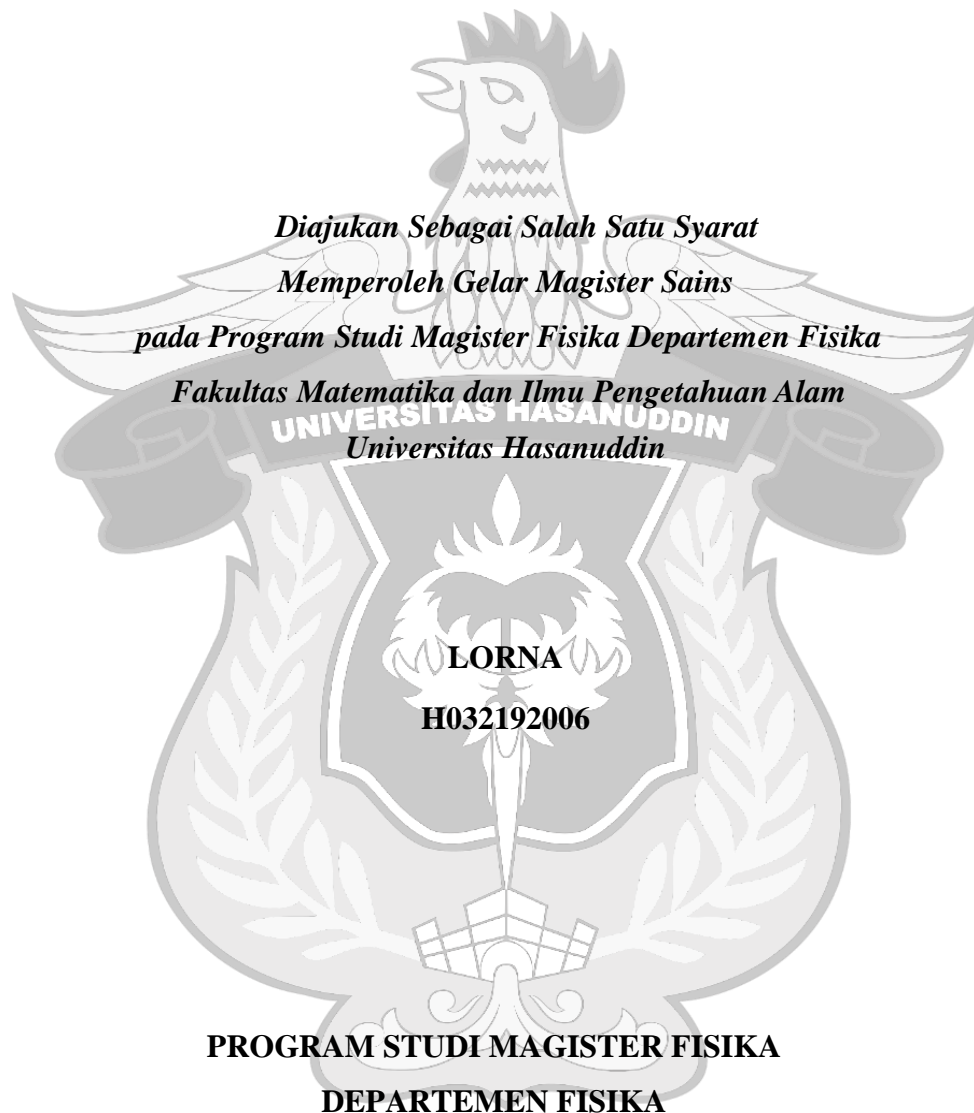 Diajukan Sebagai Salah Satu Syarat
Memperoleh Gelar Magister Sains
pada Program Studi Magister Fisika Departemen Fisika
Fakultas Matematika dan Ilmu Pengetahuan Alam
UNIVERSITAS HASANUDDIN
Universitas Hasanuddin
LORNA
H032192006
PROGRAM STUDI MAGISTER FISIKA
DEPARTEMEN FISIKA